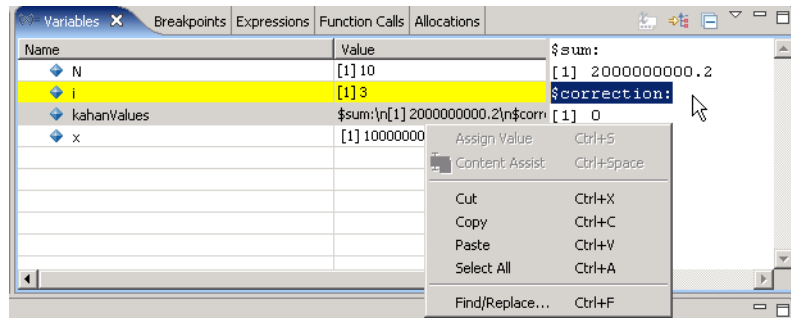 Variables Breakpoints Expressions Function Calls Allocations
Name Value
N [1] 10
i [1] 3
kahanValues $sum:\n[1] 2000000000.2\n$corr
x [1] 10000000
$sum:
[1] 2000000000.2
$correction:
[1] 0
Assign Value Ctrl+S
Content Assist Ctrl+Space
Cut Ctrl+X
Copy Ctrl+C
Paste Ctrl+V
Select All Ctrl+A
Find/Replace... Ctrl+F